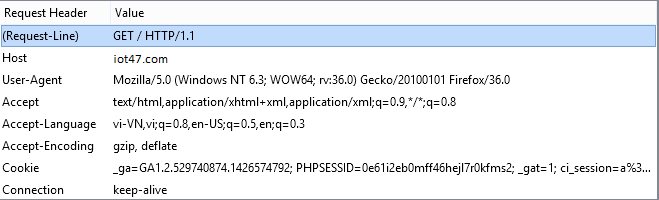 Request Header Value
(Request-Line) GET / HTTP/1.1
Host iot47.com
User-Agent Mozilla/5.0 (Windows NT 6.3; WOW64; rv:36.0) Gecko/20100101 Firefox/36.0
Accept text/html,application/xhtml+xml,application/xml;q=0.9,*/*;q=0.8
Accept-Language vi-VN,vi;q=0.8,en-US;q=0.5,en;q=0.3
Accept-Encoding gzip, deflate
Cookie _ga=GA1.2.529740874.1426574792; PHPSESSID=0e61i2eb0mff46hejl7r0kfms2; _gat=1; ci_session=a%3...
Connection keep-alive